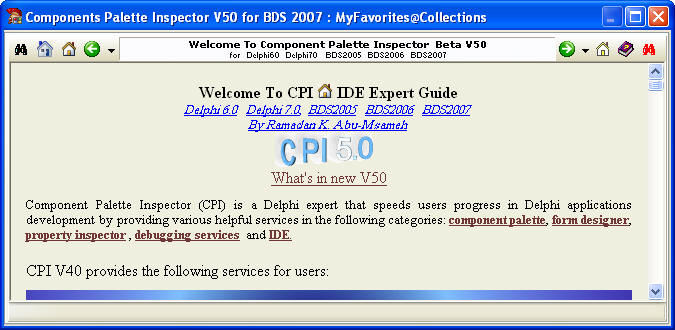 Components Palette Inspector V50 for BDS 2007 : MyFavorites@Collections
Welcome To Component Palette Inspector Beta V50
for Delphi60 Delphi70 BDS2005 BDS2006 BDS2007
Welcome To CPI IDE Expert Guide
Delphi 6.0 Delphi 7.0, BDS2005 BDS2006 BDS2007
By Ramadan K. Abu-Msameh
CPI 5.0
What's in new V50
Component Palette Inspector (CPI) is a Delphi expert that speeds users progress in Delphi applications
development by providing various helpful services in the following categories: component palette, form designer,
property inspector , debugging services and IDE.
CPI V40 provides the following services for users: